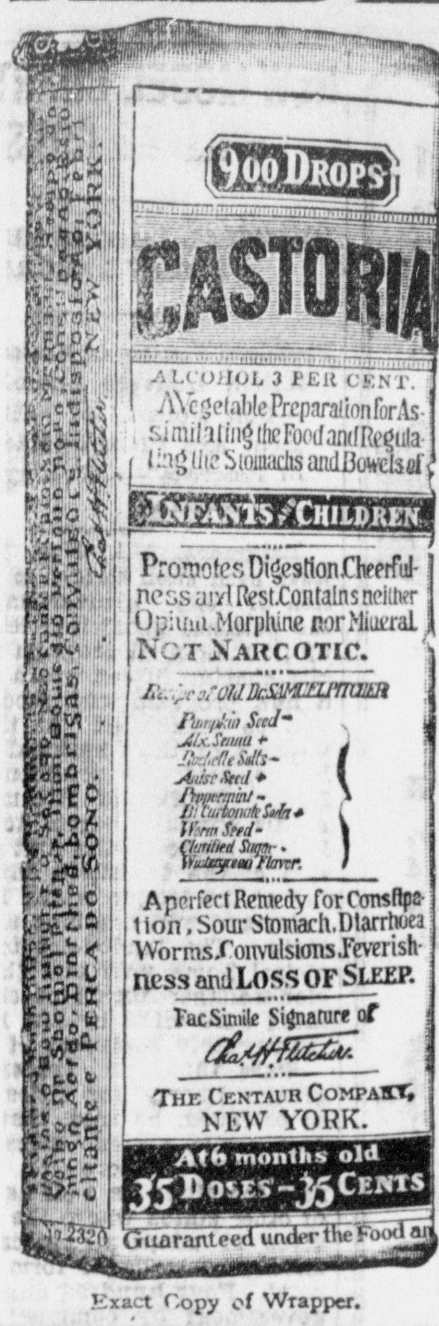 900 DROPS
CASTORIA
ALCOHOL 3 PER CENT.
AVegetable Preparation for As-
similating the Food and Regula-
ting the Stomachs and Bowels of
INFANTS & CHILDREN
Promotes Digestion,Cheerful-
ness and Rest.Contains neither
Opium,Morphine nor Mineral
NOT NARCOTIC.
Recipe of Old Dr.SAMUEL PITCHER
Pumpkin Seed -
Alx.Senna +
Rochelle Salts -
Anise Seed +
Peppermint -
Bi Carbonate Soda +
Worm Seed -
Clarified Sugar -
Wintergreen Flavor.
A perfect Remedy for Constipa-
tion, Sour Stomach,Diarrhoea
Worms,Convulsions,Feverish-
ness and LOSS OF SLEEP.
Fac Simile Signature of
Chas. H. Fletcher.
THE CENTAUR COMPANY,
NEW YORK.
At 6 months old
35 DOSES - 35 CENTS
Guaranteed under the Food an
Chas. H. Fletcher.
NEW YORK.
PERCA DO SONO.
2320
Exact Copy of Wrapper.